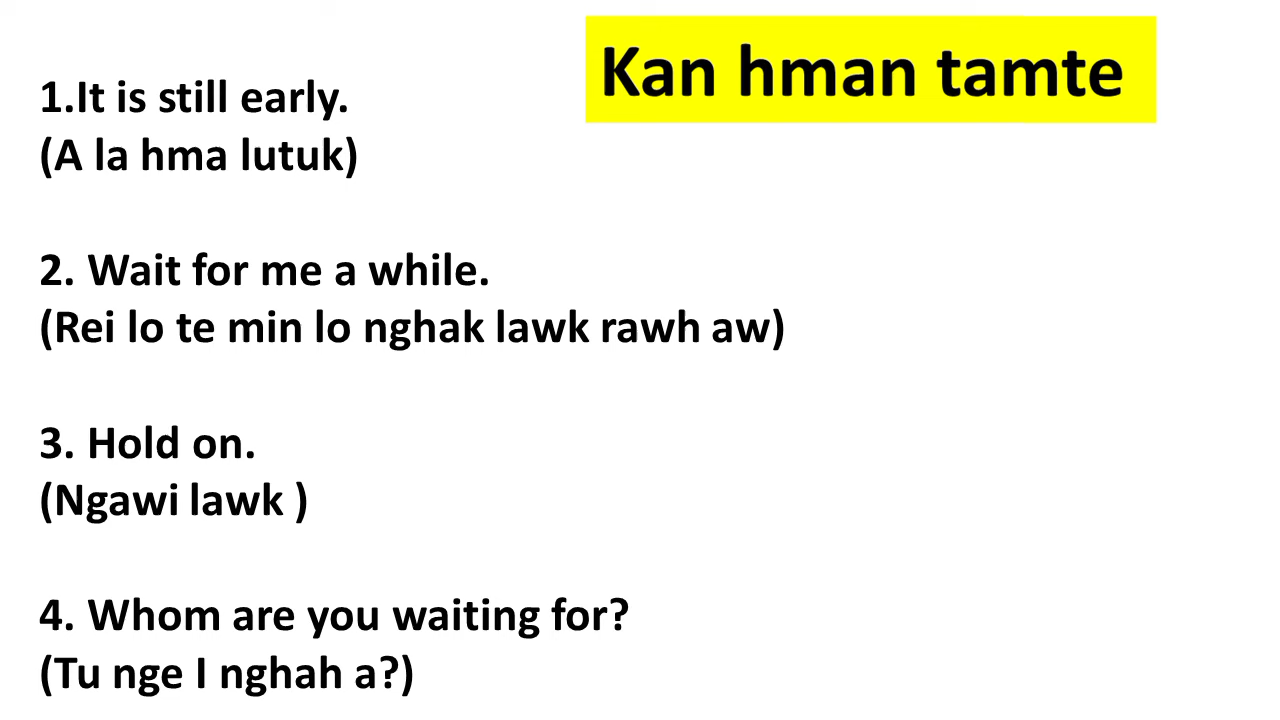 Kan hman tamte
1.It is still early.
(A la hma lutuk)
2. Wait for me a while.
(Rei lo te min lo nghak lawk rawh aw)
3. Hold on.
(Ngawi lawk )
4. Whom are you waiting for?
(Tu nge I nghah a?)